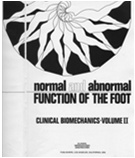 normal and abnormal
FUNCTION OF THE FOOT
CLINICAL BIOMECHANICS-VOLUME II